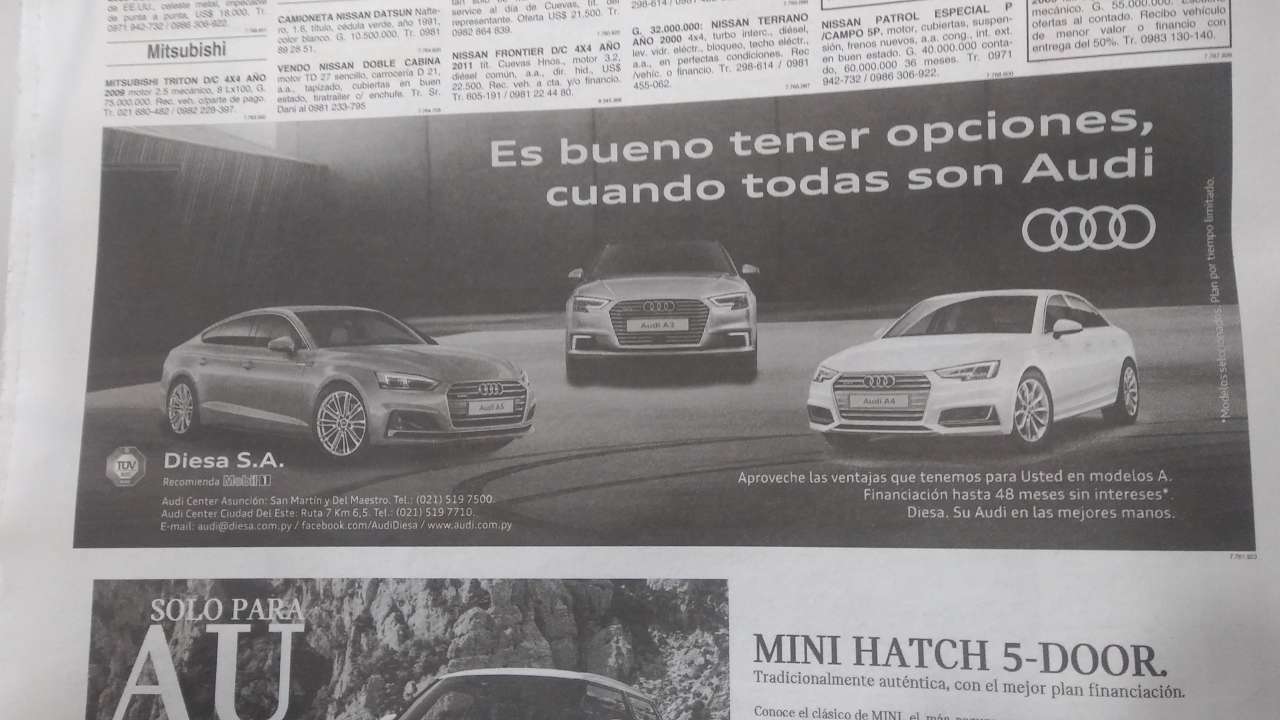 de EE.UU., celeste metal, impecable
de punta a punta, US$ 18.000. Tr.
0971 942-732 / 0986 306-922.
Mitsubishi
MITSUBISHI TRITON D/C 4X4 AÑO
2009 motor 2.5 mecánico, 8 Lx100, G.
75.000.000. Rec. veh. o/parte de pago.
Tr. 021 680-482 / 0982 229-397.
CAMIONETA NISSAN DATSUN Nafte-
ro, 1.6, título, cédula verde, año 1981,
color blanco. G. 10.500.000. Tr. 0981
89 28 51.
VENDO NISSAN DOBLE CABINA
motor TD 27 sencillo, carrocería D 21,
a.a., tapizado, cubiertas en buen
estado, tiratrailer c/ enchufe. Tr. Sr.
Dani al 0981 233-795
service al día de Cuevas, tít. del
representante. Oferta US$ 21.500. Tr.
0982 864 839.
NISSAN FRONTIER D/C 4X4 AÑO
2011 tít. Cuevas Hnos., motor 3.2,
diésel común, a.a., dir. hid., US$
22.500. Rec. veh. a cta. y/o financio.
Tr. 805-191 / 0981 22 44 80.
298-614 /
G. 32.000.000: NISSAN TERRANO
AÑO 2000 4x4, turbo interc., diésel,
lev. vidr. eléctr., bloqueo, techo eléctr.,
a.a., en perfectas condiciones. Rec.
/vehíc. o financio. Tr. 298-614 / 0981
455-062.
NISSAN PATROL ESPECIAL P
/CAMPO 5P, motor, cubiertas, suspen-
sión, frenos nuevos, a.a. cong., int. ext.
en buen estado. G. 40.000.000 conta-
do, 60.000.000 36 meses. Tr. 0971
942-732 / 0986 306-922.
mecánico. G. 55.000.000.
ofertas al contado. Recibo vehículo
de menor valor o financio con
entrega del 50%. Tr. 0983 130-140.
Es bueno tener opciones,
cuando todas son Audi
Audi A3
Audi A5
Audi A4
*Modelos seleccionados. Plan por tiempo limitado.
TÜV
Diesa S.A.
Recomienda Mobil 1
Audi Center Asunción: San Martín y Del Maestro. Tel.: (021) 519 7500.
Audi Center Ciudad Del Este: Ruta 7 Km 6,5. Tel.: (021) 519 7710.
E-mail: audi@diesa.com.py / facebook.com/AudiDiesa / www.audi.com.py
Aproveche las ventajas que tenemos para Usted en modelos A.
Financiación hasta 48 meses sin intereses*.
Diesa. Su Audi en las mejores manos.
7.761.923
SOLO PARA
AU
MINI HATCH 5-DOOR.
Tradicionalmente auténtica, con el mejor plan financiación.
Conoce el clásico de MINI, el más